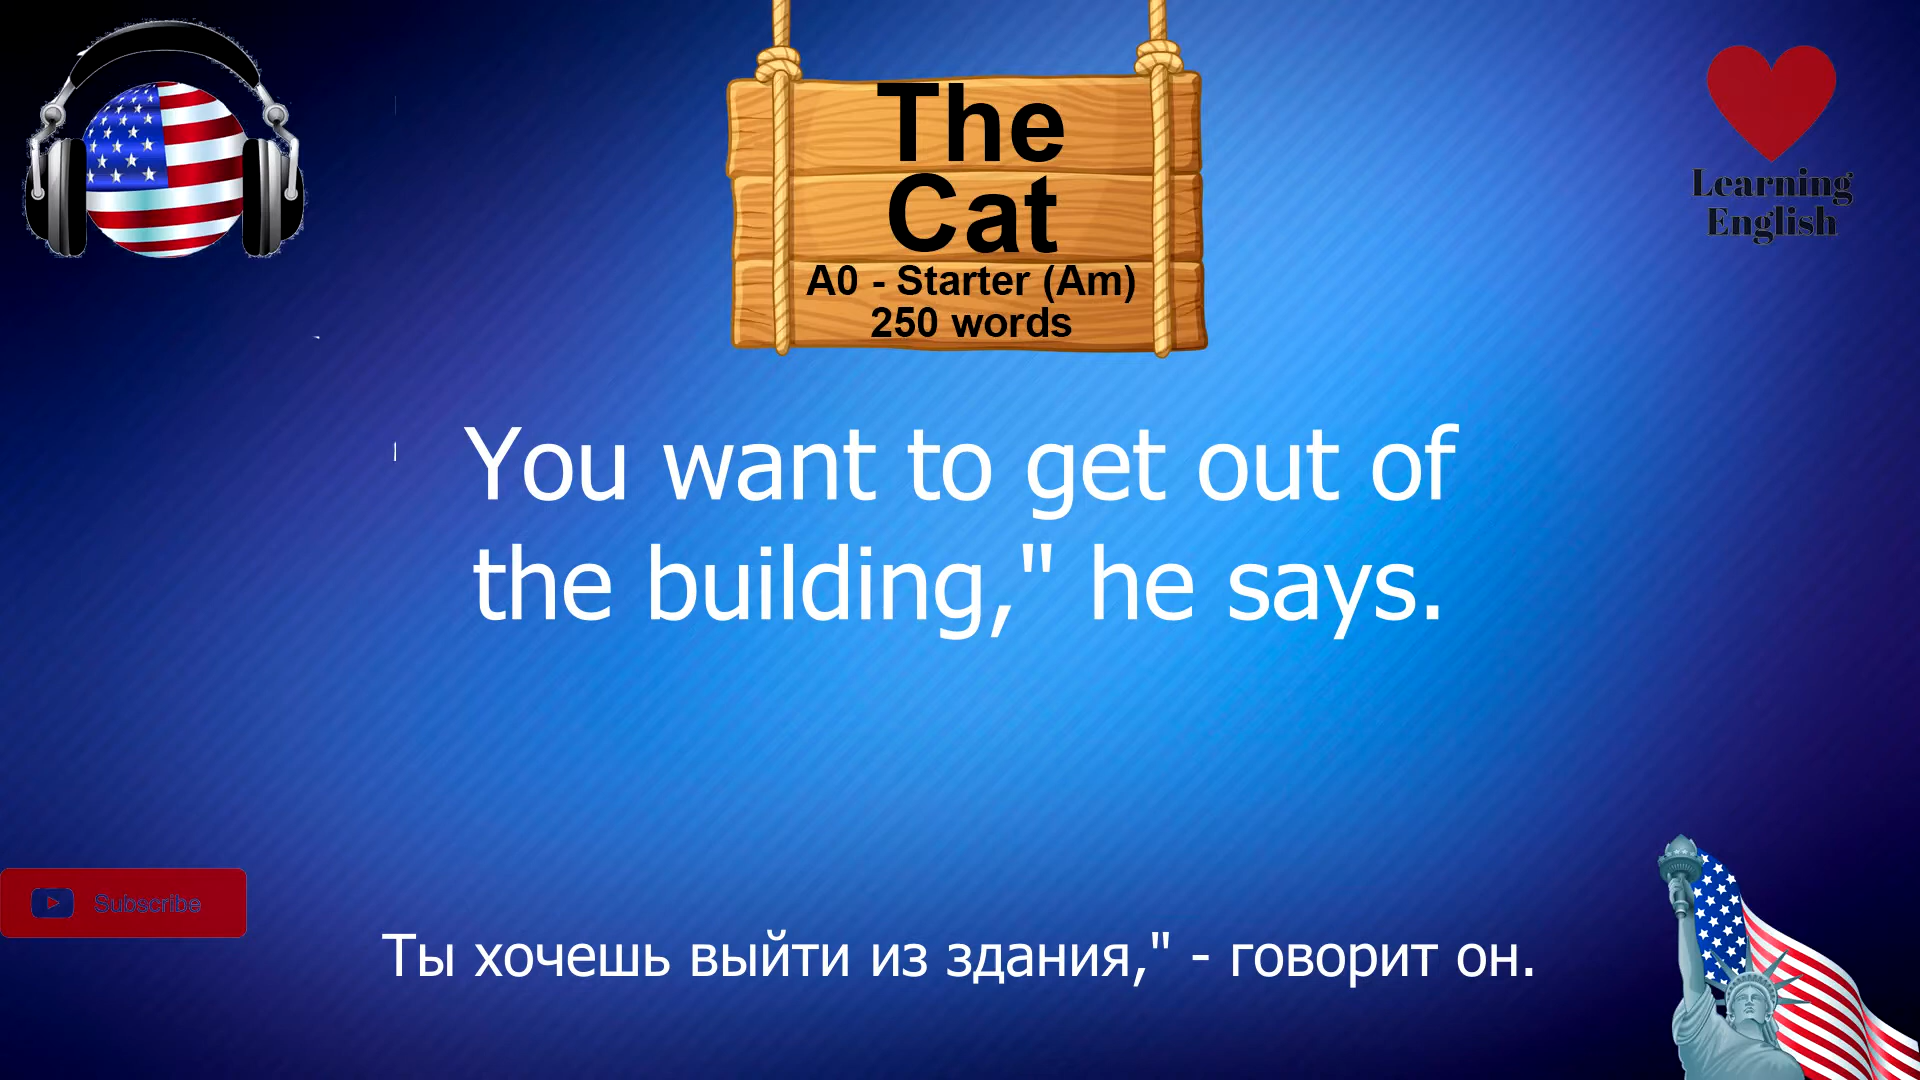 The
Cat
A0 - Starter (Am)
250 words
Learning
English
You want to get out of
the building," he says.
Subscribe
Ты хочешь выйти из здания," - говорит он.